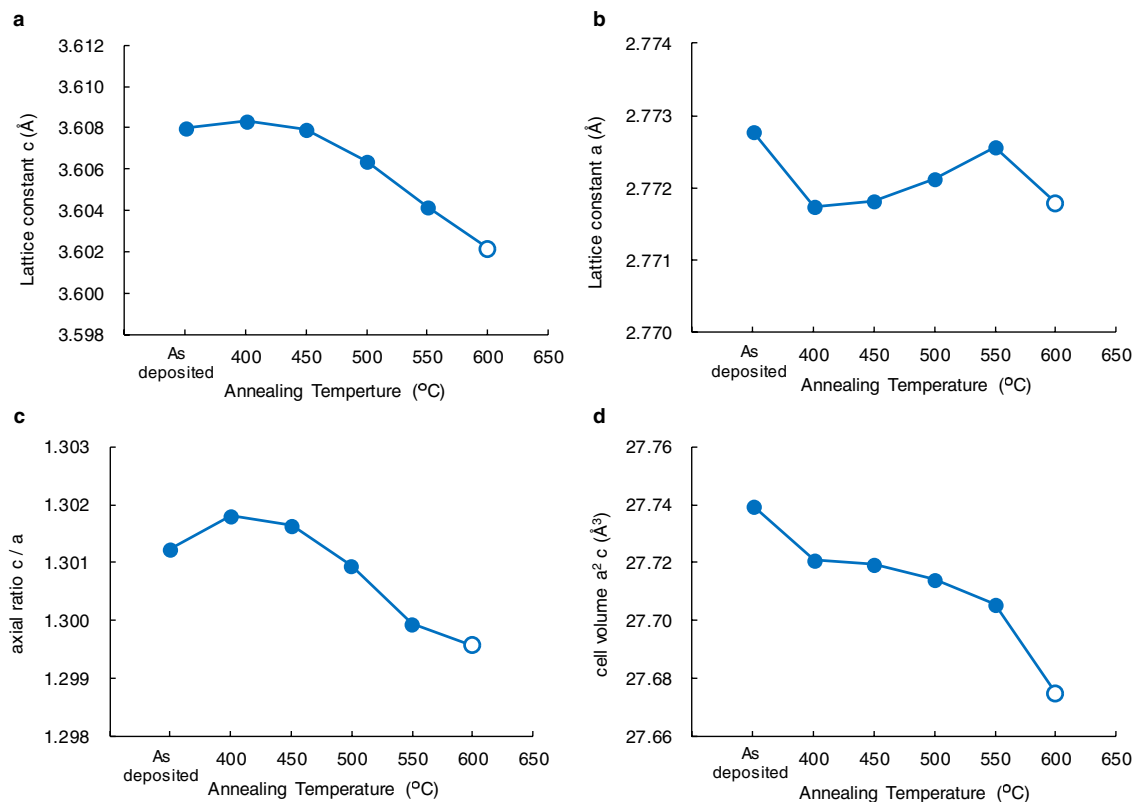 a
3.612
3.610
3.608
3.606
3.604
3.602
3.600
3.598
Lattice constant c (Å)
As
deposited
400 450 500 550 600 650
Annealing Temperture (ºC)
b
2.774
2.773
2.772
2.771
2.770
Lattice constant a (Å)
As
deposited
400 450 500 550 600 650
Annealing Temperature (ºC)
c
1.303
1.302
1.301
1.300
1.299
1.298
axial ratio c / a
As
deposited
400 450 500 550 600 650
Annealing Temperature (ºC)
d
27.76
27.74
27.72
27.70
27.68
27.66
cell volume a² c (Å³)
As
deposited
400 450 500 550 600 650
Annealing Temperature (ºC)